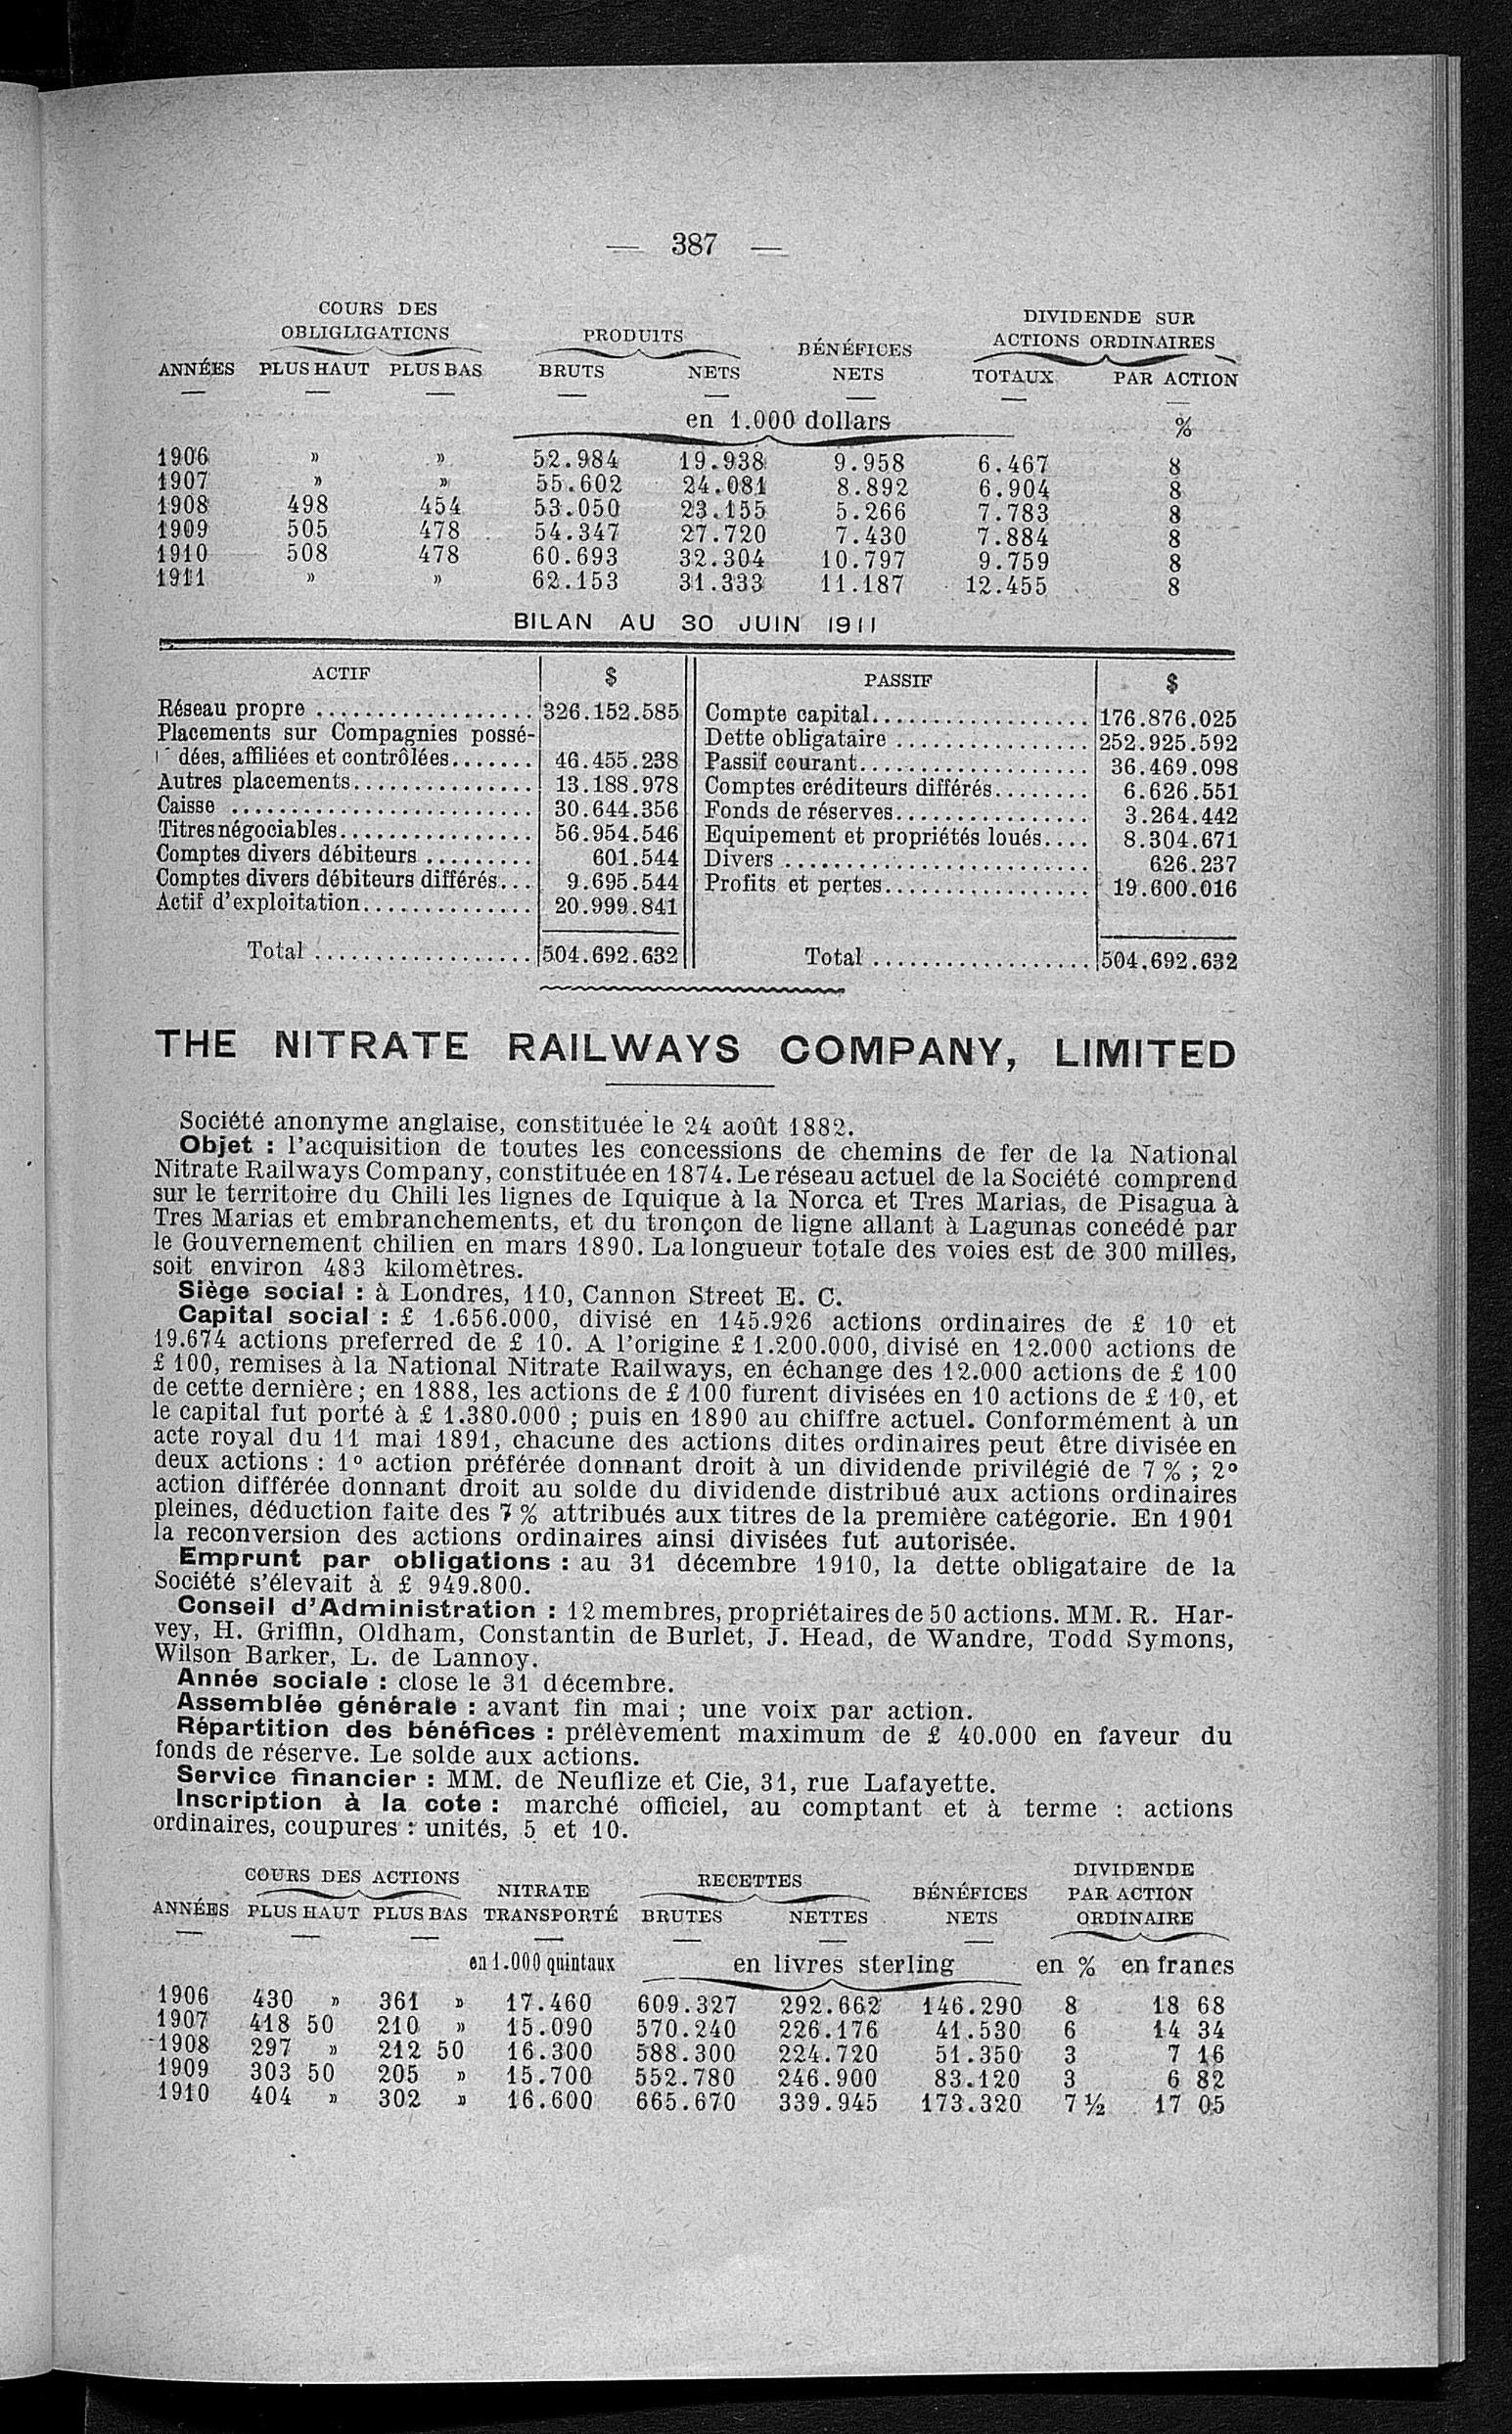 — 387 —
COURS DES OBLIGLIGATICNS PRODUITS BÉNÉFICES DIVIDENDE SUR ACTIONS ORDINAIRES
ANNÉES PLUS HAUT PLUS BAS BRUTS NETS NETS TOTAUX PAR ACTION
en 1.000 dollars %
1906 » » 52.984 19.938 9.958 6.467 8
1907 » » 55.602 24.081 8.892 6.904 8
1908 498 454 53.050 23.155 5.266 7.783 8
1909 505 478 54.347 27.720 7.430 7.884 8
1910 508 478 60.693 32.304 10.797 9.759 8
1911 » » 62.153 31.333 11.187 12.455 8
BILAN AU 30 JUIN 1911
ACTIF $ PASSIF $
Réseau propre .................. 326.152.585 Compte capital.................. 176.876.025
Placements sur Compagnies possé- Dette obligataire ................ 252.925.592
dées, affiliées et contrôlées....... 46.455.238 Passif courant................... 36.469.098
Autres placements............... 13.188.978 Comptes créditeurs différés........ 6.626.551
Caisse ......................... 30.644.356 Fonds de réserves................ 3.264.442
Titres négociables................ 56.954.546 Equipement et propriétés loués.... 8.304.671
Comptes divers débiteurs ......... 601.544 Divers ......................... 626.237
Comptes divers débiteurs différés... 9.695.544 Profits et pertes................. 19.600.016
Actif d'exploitation.............. 20.999.841
Total .................. 504.692.632 Total .................. 504.692.632
THE NITRATE RAILWAYS COMPANY, LIMITED
Société anonyme anglaise, constituée le 24 août 1882.
Objet : l'acquisition de toutes les concessions de chemins de fer de la National
Nitrate Railways Company, constituée en 1874. Le réseau actuel de la Société comprend
sur le territoire du Chili les lignes de Iquique à la Norca et Tres Marias, de Pisagua à
Tres Marias et embranchements, et du tronçon de ligne allant à Lagunas concédé par
le Gouvernement chilien en mars 1890. La longueur totale des voies est de 300 milles,
soit environ 483 kilomètres.
Siège social : à Londres, 110, Cannon Street E. C.
Capital social : £ 1.656.000, divisé en 145.926 actions ordinaires de £ 10 et
19.674 actions preferred de £ 10. A l'origine £ 1.200.000, divisé en 12.000 actions de
£ 100, remises à la National Nitrate Railways, en échange des 12.000 actions de £ 100
de cette dernière ; en 1888, les actions de £ 100 furent divisées en 10 actions de £ 10, et
le capital fut porté à £ 1.380.000 ; puis en 1890 au chiffre actuel. Conformément à un
acte royal du 11 mai 1891, chacune des actions dites ordinaires peut être divisée en
deux actions : 1º action préférée donnant droit à un dividende privilégié de 7 % ; 2º
action différée donnant droit au solde du dividende distribué aux actions ordinaires
pleines, déduction faite des 7 % attribués aux titres de la première catégorie. En 1901
la reconversion des actions ordinaires ainsi divisées fut autorisée.
Emprunt par obligations : au 31 décembre 1910, la dette obligataire de la
Société s'élevait à £ 949.800.
Conseil d'Administration : 12 membres, propriétaires de 50 actions. MM. R. Har-
vey, H. Griffin, Oldham, Constantin de Burlet, J. Head, de Wandre, Todd Symons,
Wilson Barker, L. de Lannoy.
Année sociale : close le 31 décembre.
Assemblée générale : avant fin mai ; une voix par action.
Répartition des bénéfices : prélèvement maximum de £ 40.000 en faveur du
fonds de réserve. Le solde aux actions.
Service financier : MM. de Neuflize et Cie, 31, rue Lafayette.
Inscription à la cote : marché officiel, au comptant et à terme : actions
ordinaires, coupures : unités, 5 et 10.
COURS DES ACTIONS NITRATE RECETTES BÉNÉFICES DIVIDENDE PAR ACTION
ANNÉES PLUS HAUT PLUS BAS TRANSPORTÉ BRUTES NETTES NETS ORDINAIRE
en 1.000 quintaux en livres sterling en % en francs
1906 430 » 361 » 17.460 609.327 292.662 146.290 8 18 68
1907 418 50 210 » 15.090 570.240 226.176 41.530 6 14 34
1908 297 » 212 50 16.300 588.300 224.720 51.350 3 7 16
1909 303 50 205 » 15.700 552.780 246.900 83.120 3 6 82
1910 404 » 302 » 16.600 665.670 339.945 173.320 7 ½ 17 05